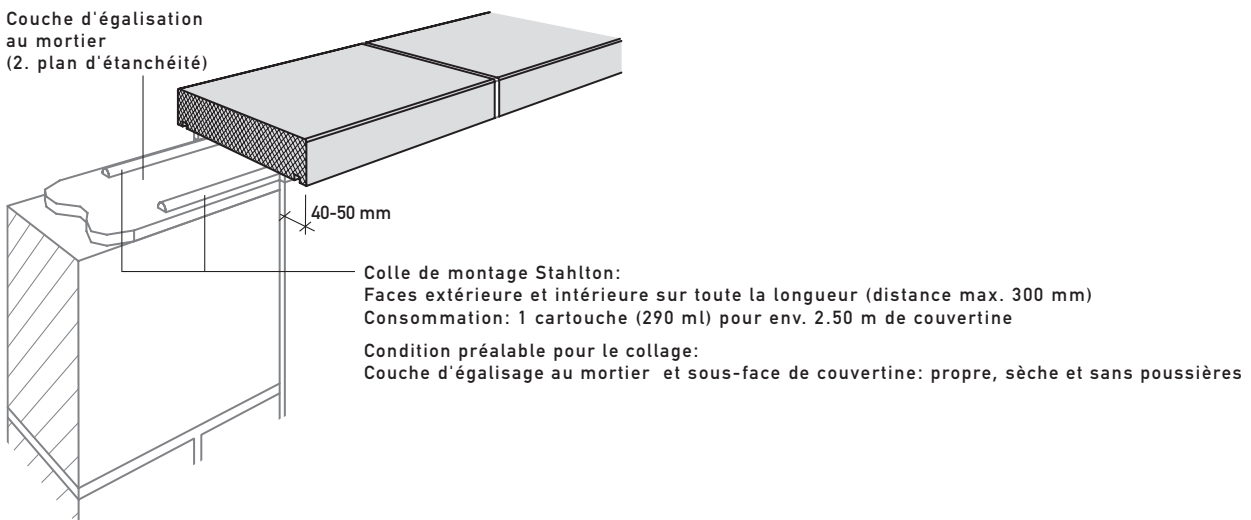 Couche d'égalisation
au mortier
(2. plan d'étanchéité)
40-50 mm
Colle de montage Stahlton:
Faces extérieure et intérieure sur toute la longueur (distance max. 300 mm)
Consommation: 1 cartouche (290 ml) pour env. 2.50 m de couvertine
Condition préalable pour le collage:
Couche d'égalisage au mortier et sous-face de couvertine: propre, sèche et sans poussières